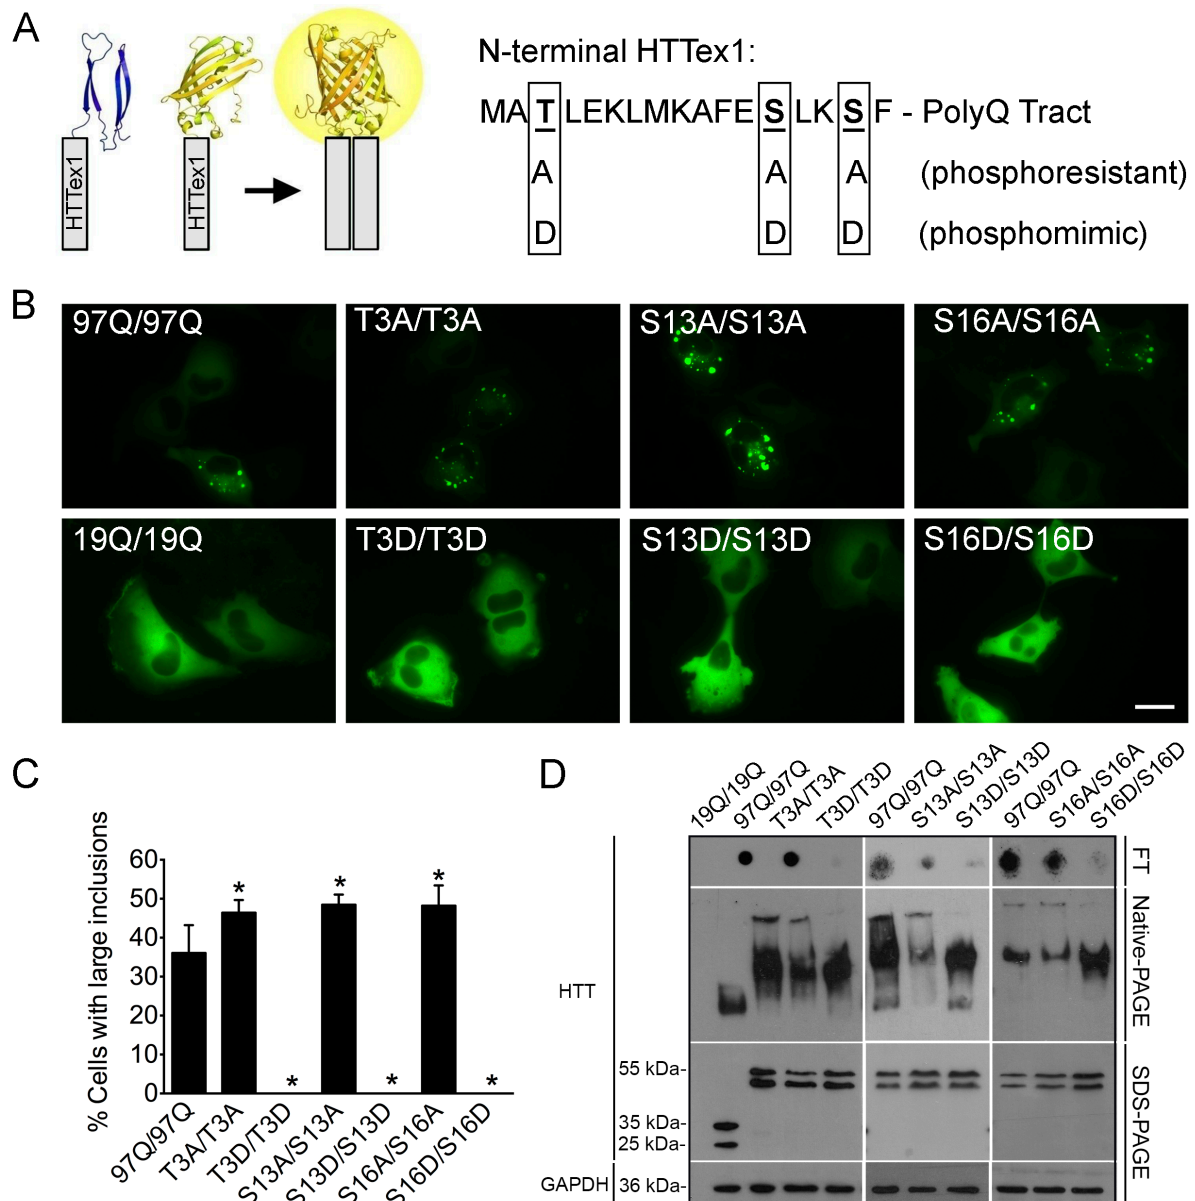 A
HTTex1
HTTex1
N-terminal HTTex1:
MATLEKLMKAFESLKSF - PolyQ Tract
A A A (phosphoresistant)
D D D (phosphomimic)
B
97Q/97Q
T3A/T3A
S13A/S13A
S16A/S16A
19Q/19Q
T3D/T3D
S13D/S13D
S16D/S16D
C
% Cells with large inclusions
60
50
40
30
20
10
0
* * * * * *
97Q/97Q
T3A/T3A
T3D/T3D
S13A/S13A
S13D/S13D
S16A/S16A
S16D/S16D
D
19Q/19Q
97Q/97Q
T3A/T3A
T3D/T3D
97Q/97Q
S13A/S13A
S13D/S13D
97Q/97Q
S16A/S16A
S16D/S16D
HTT
FT
Native-PAGE
SDS-PAGE
55 kDa-
35 kDa-
25 kDa-
GAPDH 36 kDa-